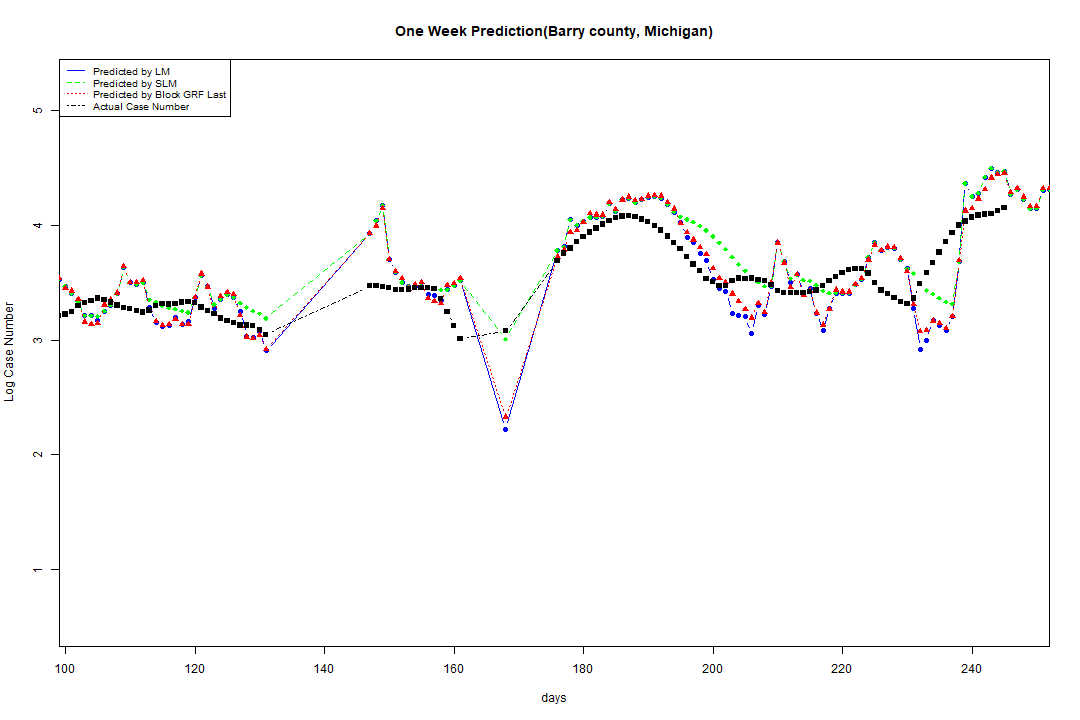 One Week Prediction(Barry county, Michigan)
Predicted by LM
Predicted by SLM
Predicted by Block GRF Last
Actual Case Number
5
4
3
2
1
Log Case Number
100 120 140 160 180 200 220 240
days